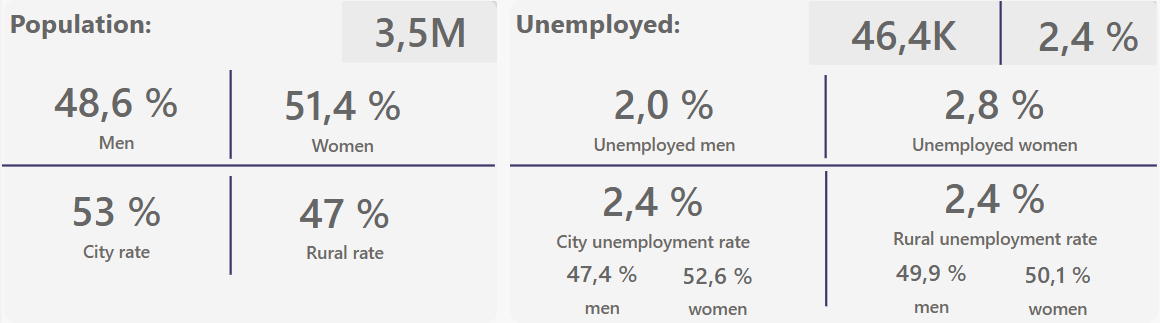 Population:
3,5M
48,6 %
Men
51,4 %
Women
53 %
City rate
47 %
Rural rate
Unemployed:
46,4K
2,4 %
2,0 %
Unemployed men
2,8 %
Unemployed women
2,4 %
City unemployment rate
47,4 %
men
52,6 %
women
2,4 %
Rural unemployment rate
49,9 %
men
50,1 %
women